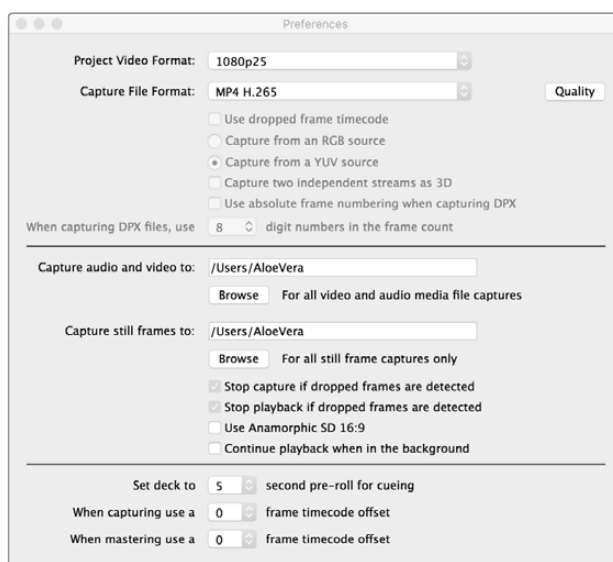 Preferences
Project Video Format: 1080p25
Capture File Format: MP4 H.265 Quality
Use dropped frame timecode
Capture from an RGB source
Capture from a YUV source
Capture two independent streams as 3D
Use absolute frame numbering when capturing DPX
When capturing DPX files, use 8 digit numbers in the frame count
Capture audio and video to: /Users/AloeVera
Browse For all video and audio media file captures
Capture still frames to: /Users/AloeVera
Browse For all still frame captures only
Stop capture if dropped frames are detected
Stop playback if dropped frames are detected
Use Anamorphic SD 16:9
Continue playback when in the background
Set deck to 5 second pre-roll for cueing
When capturing use a 0 frame timecode offset
When mastering use a 0 frame timecode offset